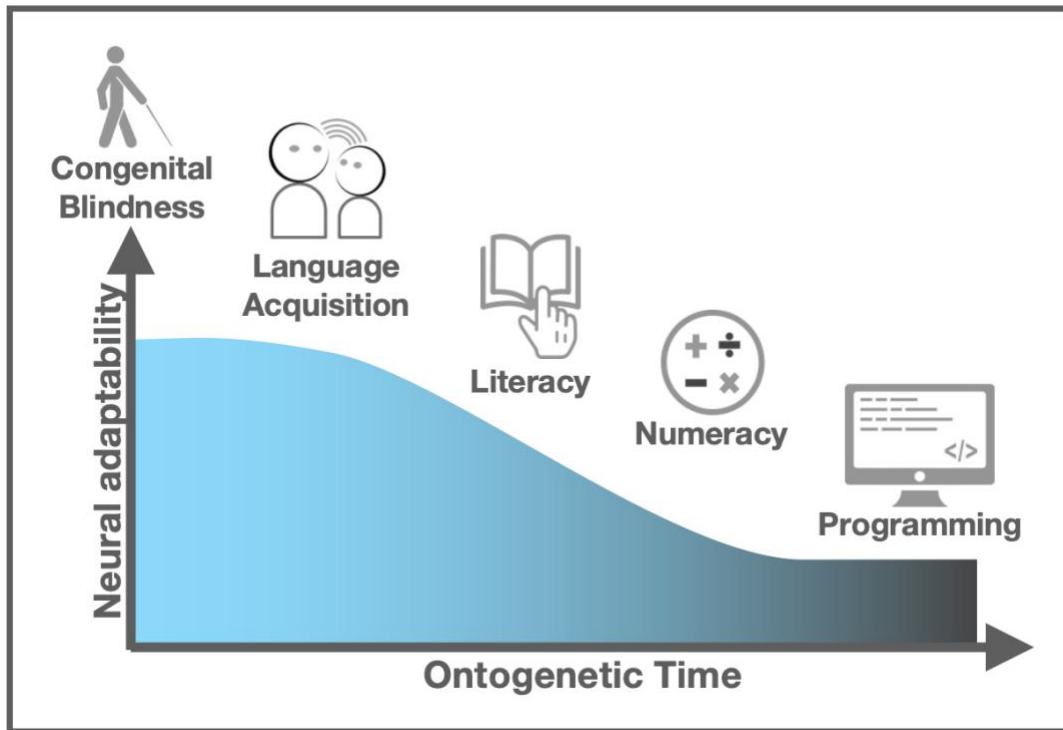 Congenital
Blindness
Language
Acquisition
Literacy
Numeracy
</>
Programming
Neural adaptability
Ontogenetic Time